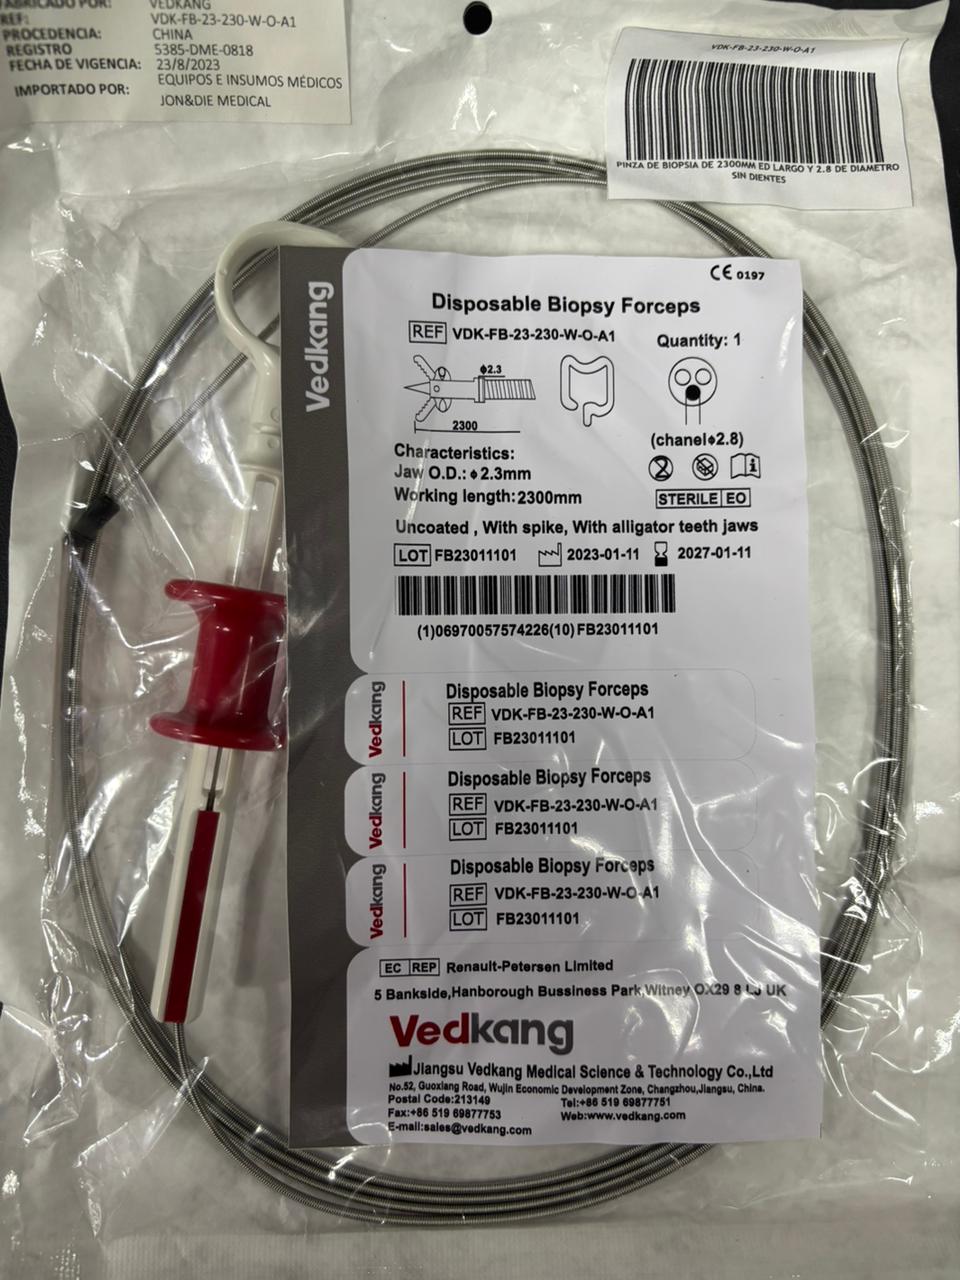 FABRICADO POR: VEDKANG
REF: VDK-FB-23-230-W-O-A1
PROCEDENCIA: CHINA
REGISTRO 5385-DME-0818
FECHA DE VIGENCIA: 23/8/2023
IMPORTADO POR: EQUIPOS E INSUMOS MÉDICOS
JON&DIE MEDICAL
VDK-FB-23-230-W-O-A1
PINZA DE BIOPSIA DE 2300MM ED LARGO Y 2.8 DE DIAMETRO
SIN DIENTES
Vedkang
CE 0197
Disposable Biopsy Forceps
REF VDK-FB-23-230-W-O-A1
Quantity: 1
ϕ2.3
2300
(chanelϕ2.8)
Characteristics:
Jaw O.D.: ϕ2.3mm
Working length:2300mm
2
STERILE EO
Uncoated , With spike, With alligator teeth jaws
LOT FB23011101 2023-01-11 2027-01-11
(1)06970057574226(10)FB23011101
Vedkang
Disposable Biopsy Forceps
REF VDK-FB-23-230-W-O-A1
LOT FB23011101
Vedkang
Disposable Biopsy Forceps
REF VDK-FB-23-230-W-O-A1
LOT FB23011101
Vedkang
Disposable Biopsy Forceps
REF VDK-FB-23-230-W-O-A1
LOT FB23011101
EC REP Renault-Petersen Limited
5 Bankside,Hanborough Bussiness Park,Witney OX29 8 LJ UK
Vedkang
Jiangsu Vedkang Medical Science & Technology Co.,Ltd
No.52, Guoxiang Road, Wujin Economic Development Zone, Changzhou,Jiangsu, China.
Postal Code:213149 Tel:+86 519 69877751
Fax:+86 519 69877753 Web:www.vedkang.com
E-mail:sales@vedkang.com